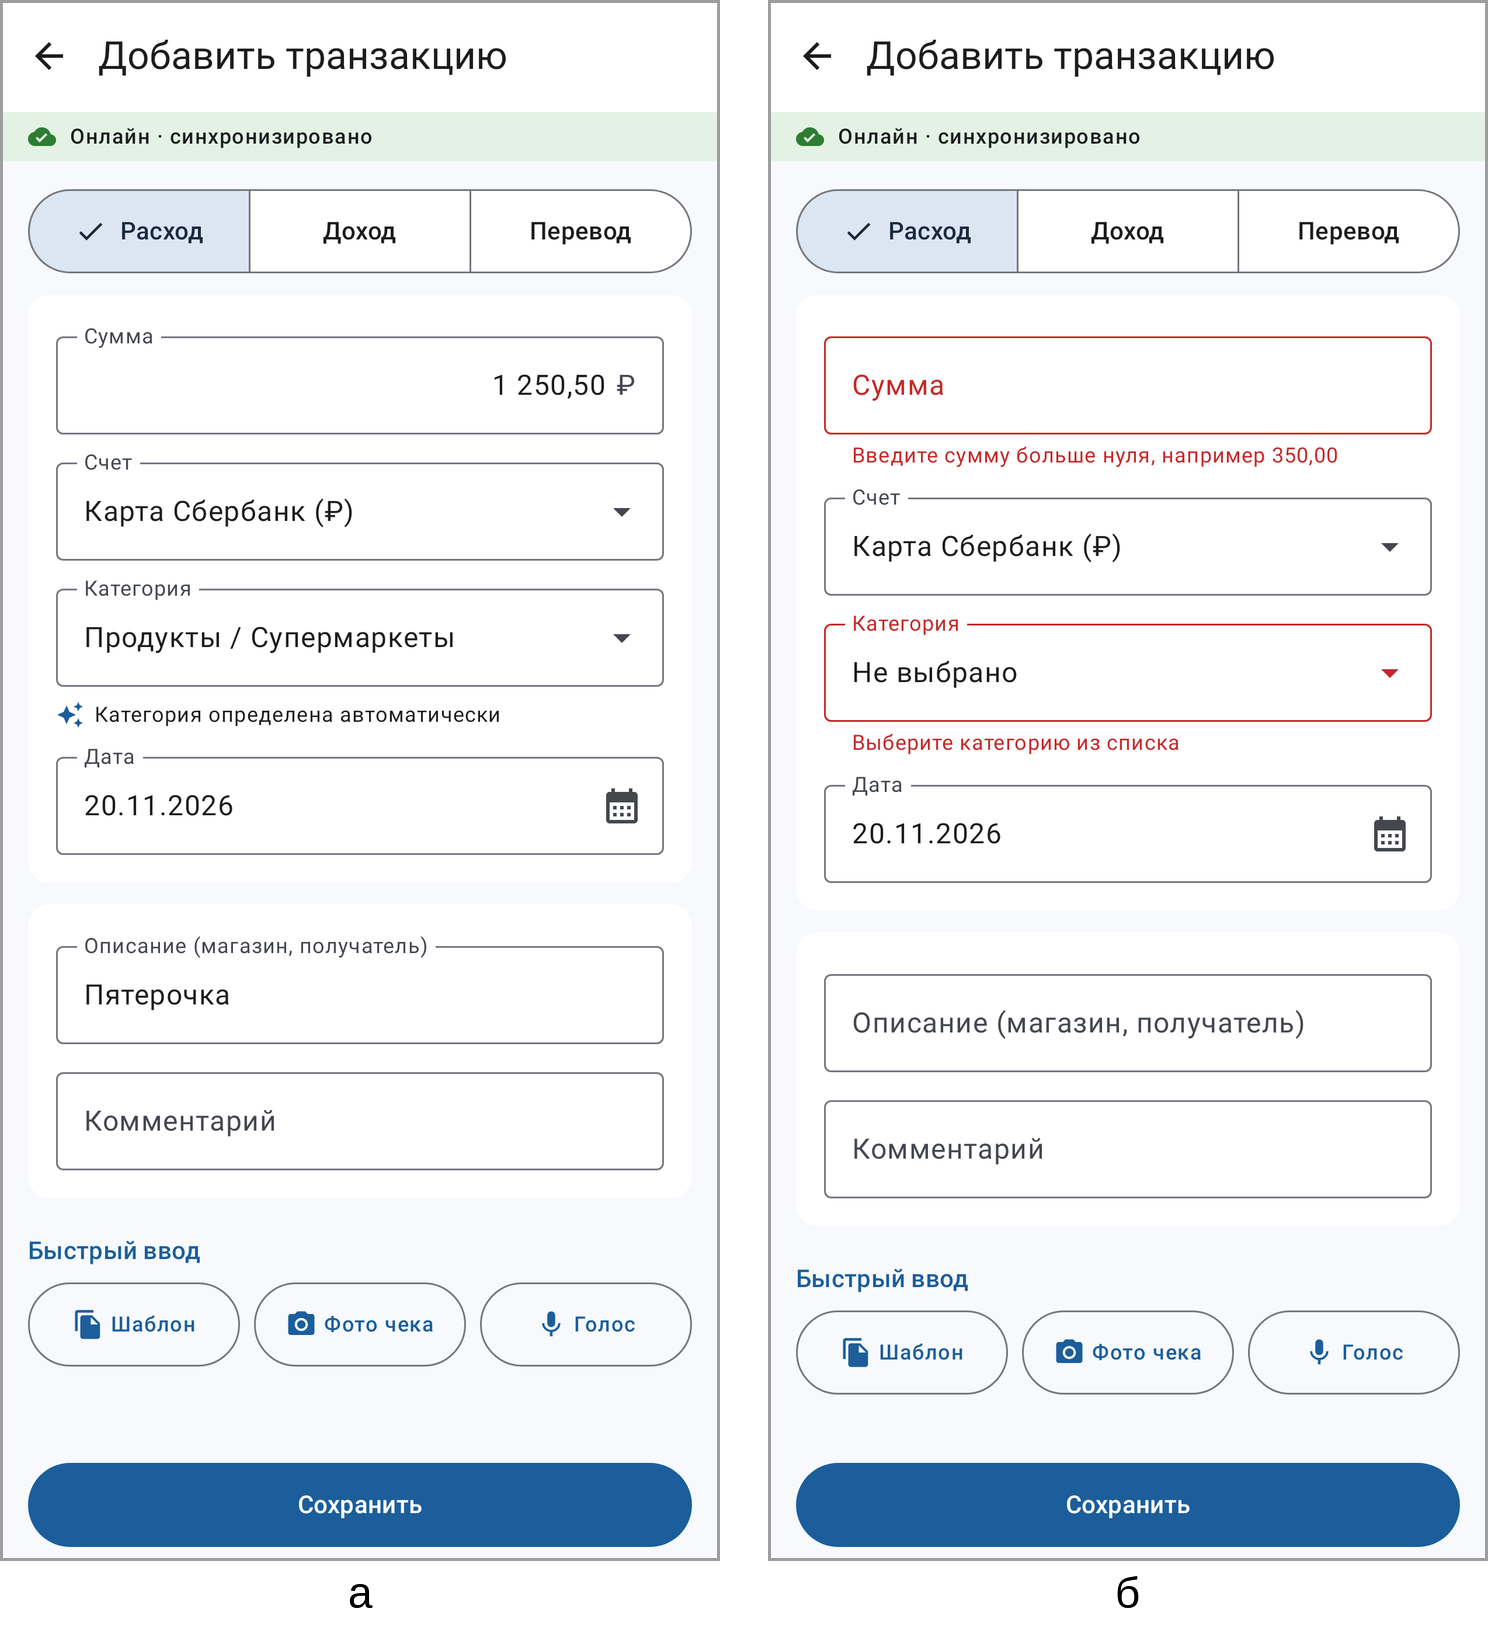 Добавить транзакцию
Онлайн · синхронизировано
Расход Доход Перевод
Сумма
1 250,50 ₽
Счет
Карта Сбербанк (₽)
Категория
Продукты / Супермаркеты
Категория определена автоматически
Дата
20.11.2026
Описание (магазин, получатель)
Пятерочка
Комментарий
Быстрый ввод
Шаблон Фото чека Голос
Сохранить
а
Добавить транзакцию
Онлайн · синхронизировано
Расход Доход Перевод
Сумма
Введите сумму больше нуля, например 350,00
Счет
Карта Сбербанк (₽)
Категория
Не выбрано
Выберите категорию из списка
Дата
20.11.2026
Описание (магазин, получатель)
Комментарий
Быстрый ввод
Шаблон Фото чека Голос
Сохранить
б